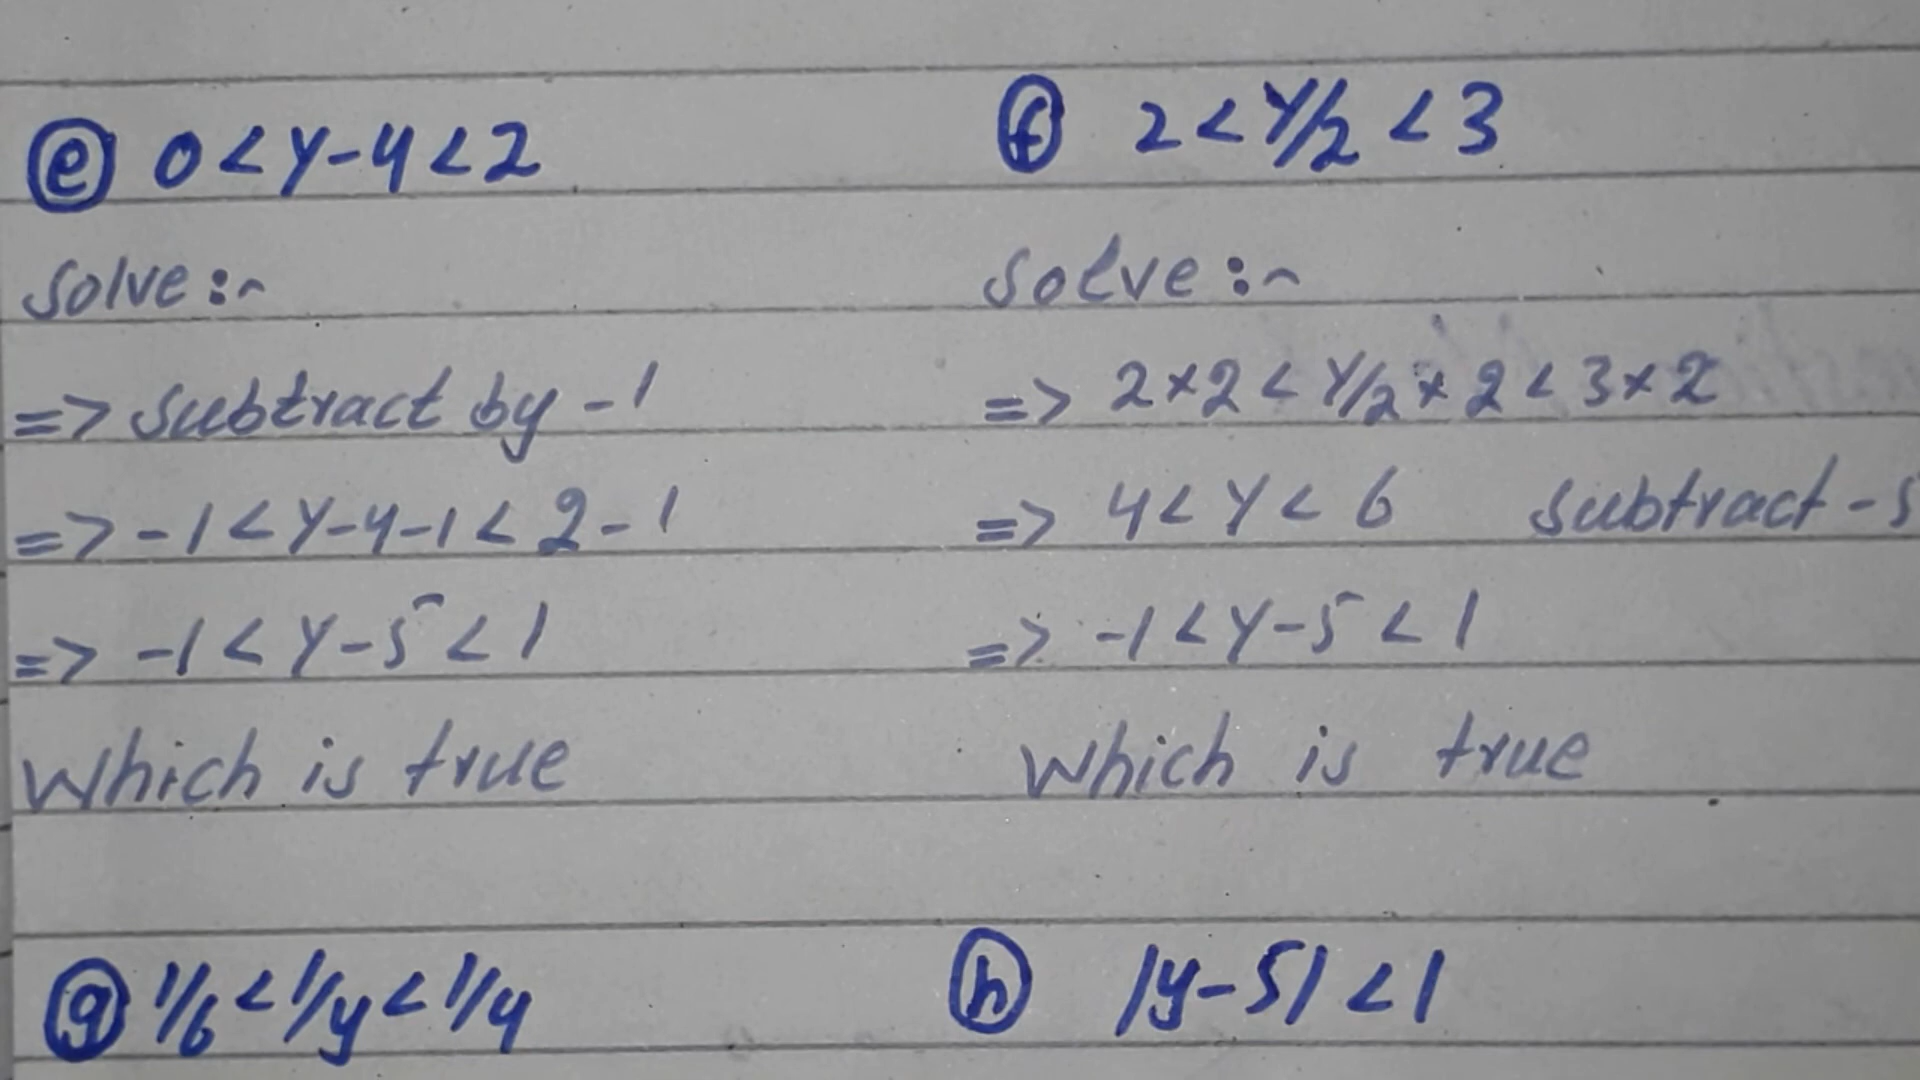 ⓔ 0 < y - 4 < 2
Solve :~
=> Subtract by - 1
=> - 1 < y - 4 - 1 < 2 - 1
=> - 1 < y - 5 < 1
Which is true
ⓕ 2 < y/2 < 3
Solve :~
=> 2 × 2 < y/2 × 2 < 3 × 2
=> 4 < y < 6 Subtract - 5
=> - 1 < y - 5 < 1
Which is true
ⓖ 1/6 < 1/y < 1/4
ⓗ |y - 5| < 1